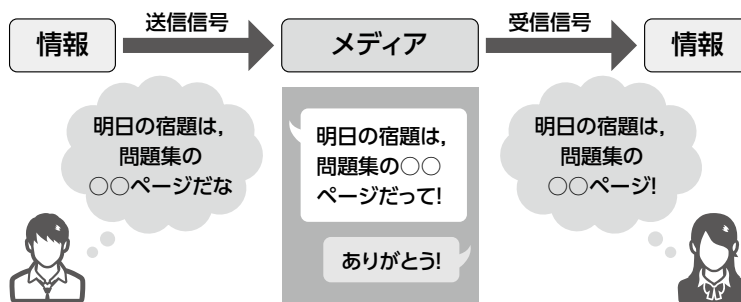 情報
送信信号
メディア
受信信号
情報
明日の宿題は,
問題集の
○○ページだな
明日の宿題は,
問題集の○○
ページだって!
ありがとう!
明日の宿題は,
問題集の
○○ページ!